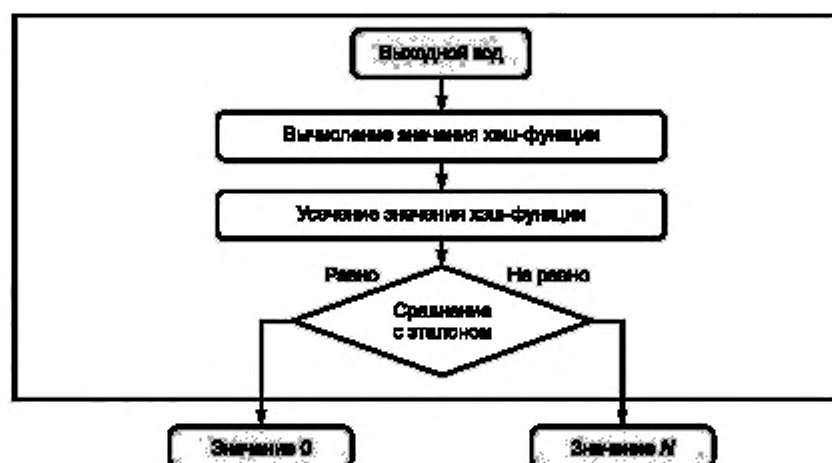 Выходной код
Вычисление значения хэш-функции
Усечение значения хэш-функции
Равно
Не равно
Сравнение
с эталоном
Значение 0
Значение N